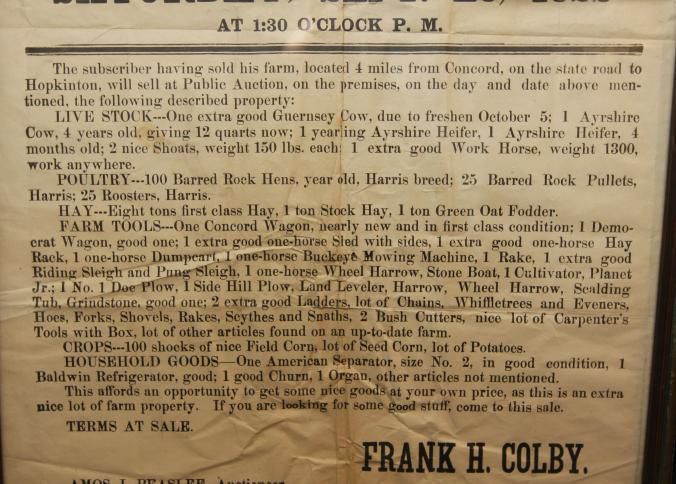 AT 1:30 O'CLOCK P. M.
The subscriber having sold his farm, located 4 miles from Concord, on the state road to
Hopkinton, will sell at Public Auction, on the premises, on the day and date above men-
tioned, the following described property:
LIVE STOCK---One extra good Guernsey Cow, due to freshen October 5; 1 Ayrshire
Cow, 4 years old, giving 12 quarts now; 1 yearling Ayrshire Heifer, 1 Ayrshire Heifer, 4
months old; 2 nice Shoats, weight 150 lbs. each; 1 extra good Work Horse, weight 1300,
work anywhere.
POULTRY---100 Barred Rock Hens, year old, Harris breed; 25 Barred Rock Pullets,
Harris; 25 Roosters, Harris.
HAY---Eight tons first class Hay, 1 ton Stock Hay, 1 ton Green Oat Fodder.
FARM TOOLS---One Concord Wagon, nearly new and in first class condition; 1 Demo-
crat Wagon, good one; 1 extra good one-horse Sled with sides, 1 extra good one-horse Hay
Rack, 1 one-horse Dumpcart, 1 one-horse Buckeye Mowing Machine, 1 Rake, 1 extra good
Riding Sleigh and Pung Sleigh, 1 one-horse Wheel Harrow, Stone Boat, 1 Cultivator, Planet
Jr.; 1 No. 1 Doe Plow, 1 Side Hill Plow, Land Leveler, Harrow, Wheel Harrow, Scalding
Tub, Grindstone, good one; 2 extra good Ladders, lot of Chains, Whiffletrees and Eveners,
Hoes, Forks, Shovels, Rakes, Scythes and Snaths, 2 Bush Cutters, nice lot of Carpenter's
Tools with Box, lot of other articles found on an up-to-date farm.
CROPS---100 shocks of nice Field Corn, lot of Seed Corn, lot of Potatoes.
HOUSEHOLD GOODS—One American Separator, size No. 2, in good condition, 1
Baldwin Refrigerator, good; 1 good Churn, 1 Organ, other articles not mentioned.
This affords an opportunity to get some nice goods at your own price, as this is an extra
nice lot of farm property. If you are looking for some good stuff, come to this sale.
TERMS AT SALE.
FRANK H. COLBY.
AMOS J. PEASLEE, Auctioneer